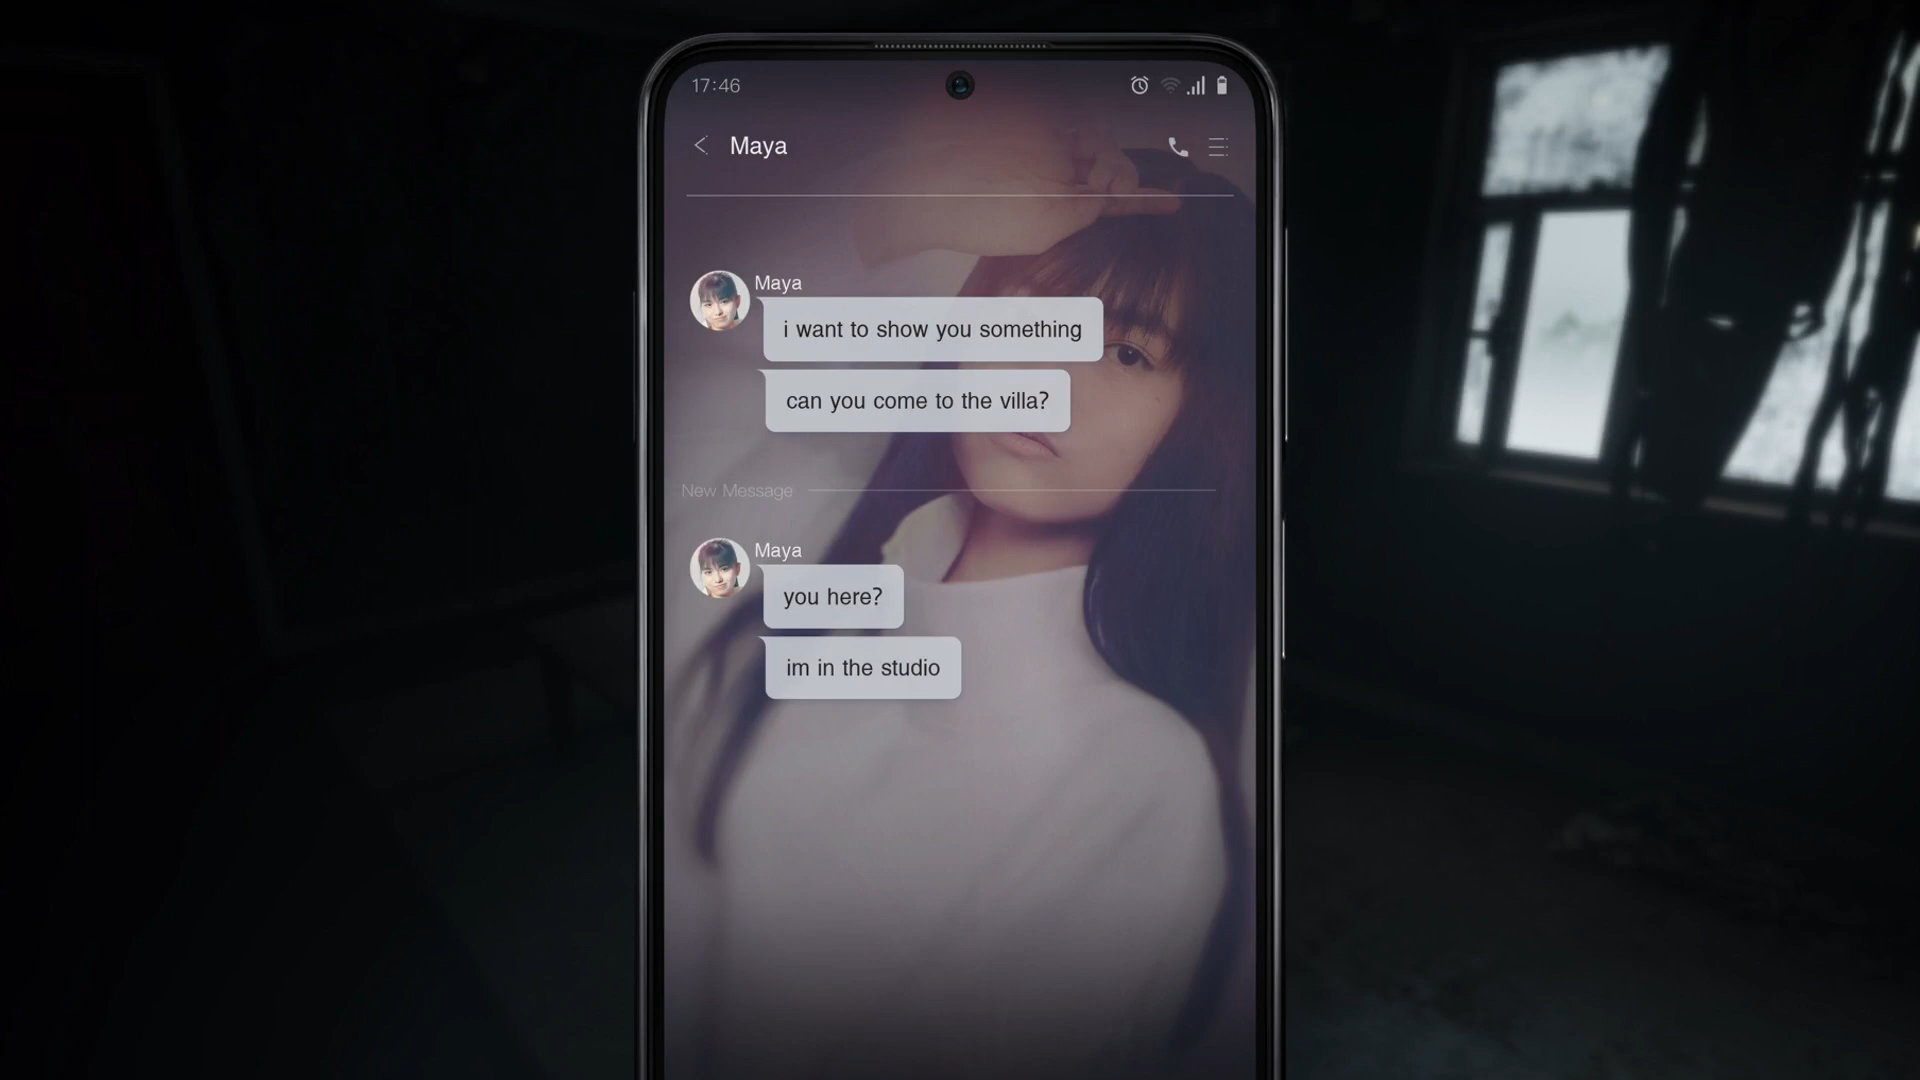 17:46
Maya
Maya
i want to show you something
can you come to the villa?
New Message
Maya
you here?
im in the studio